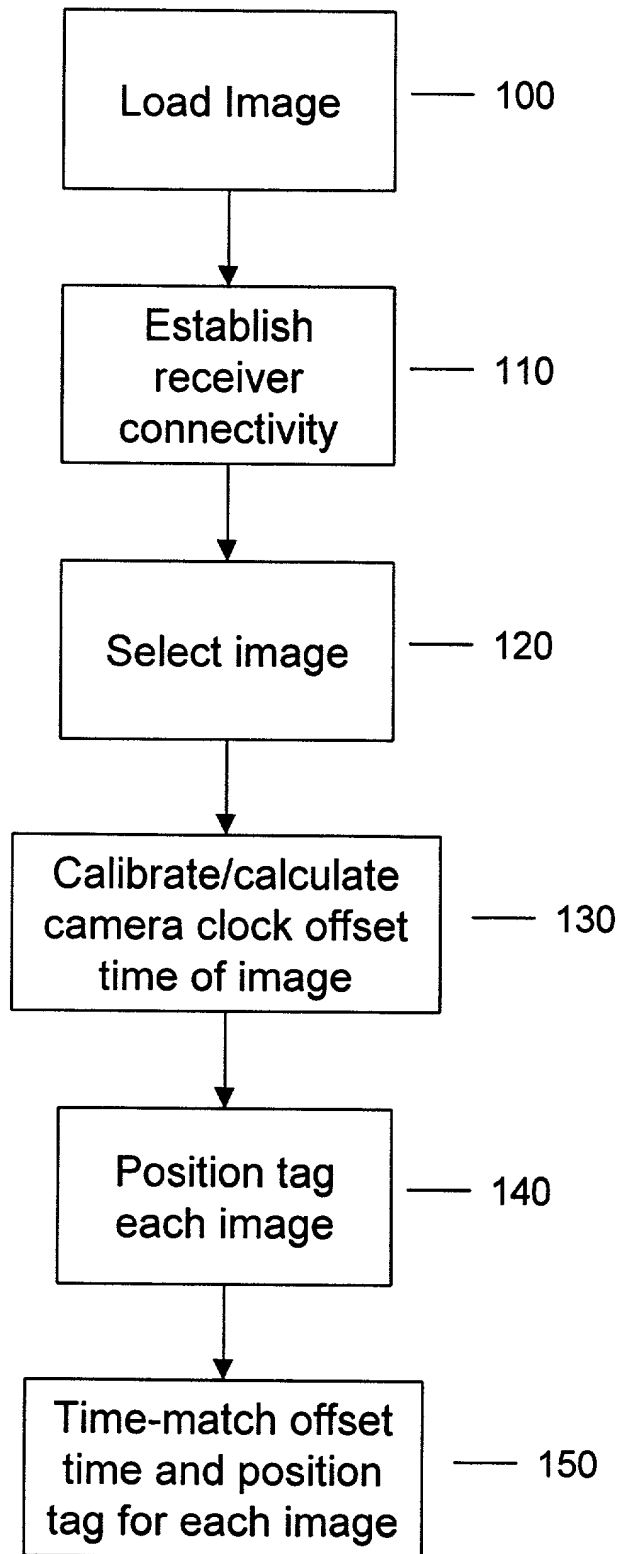 Load Image
100
Establish
receiver
connectivity
110
Select image
120
Calibrate/calculate
camera clock offset
time of image
130
Position tag
each image
140
Time-match offset
time and position
tag for each image
150